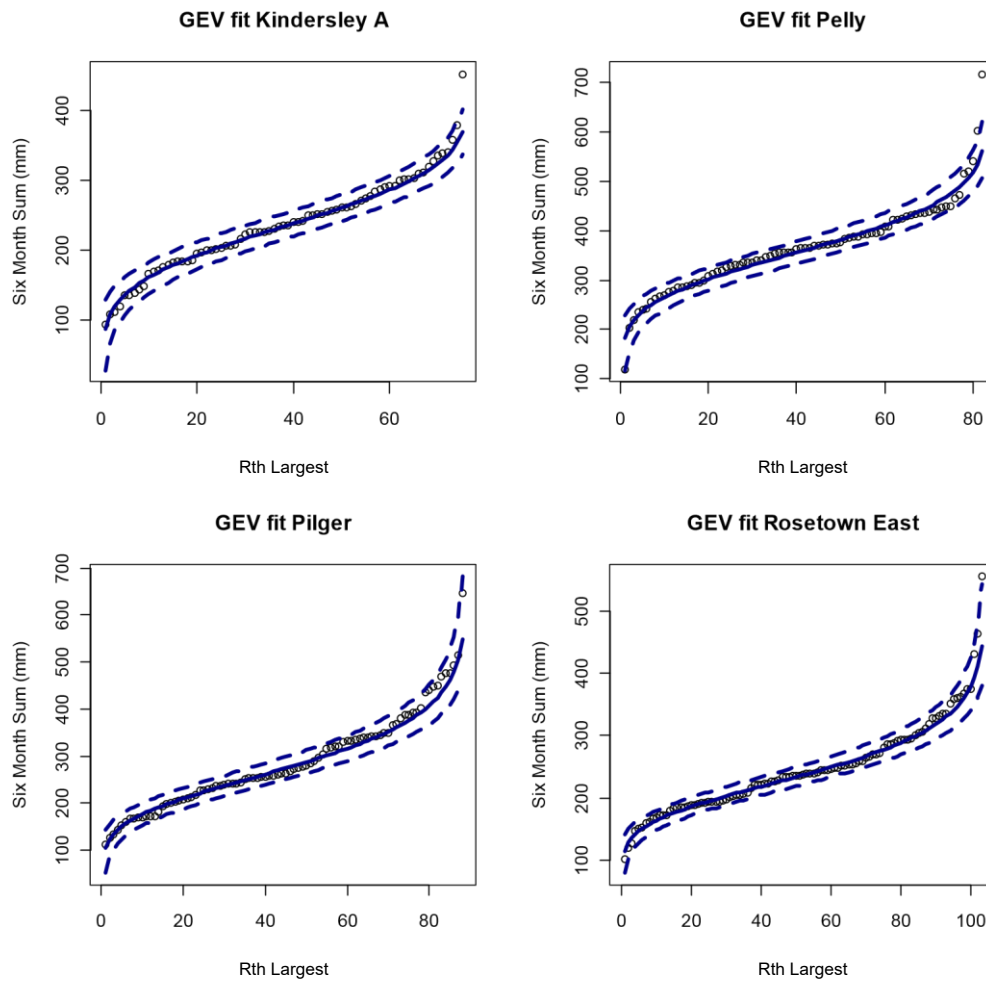 GEV fit Kindersley A
Six Month Sum (mm)
400
300
200
100
0 20 40 60
Rth Largest
GEV fit Pelly
Six Month Sum (mm)
700
600
500
400
300
200
100
0 20 40 60 80
Rth Largest
GEV fit Pilger
Six Month Sum (mm)
700
600
500
400
300
200
100
0 20 40 60 80
Rth Largest
GEV fit Rosetown East
Six Month Sum (mm)
500
400
300
200
100
0 20 40 60 80 100
Rth Largest